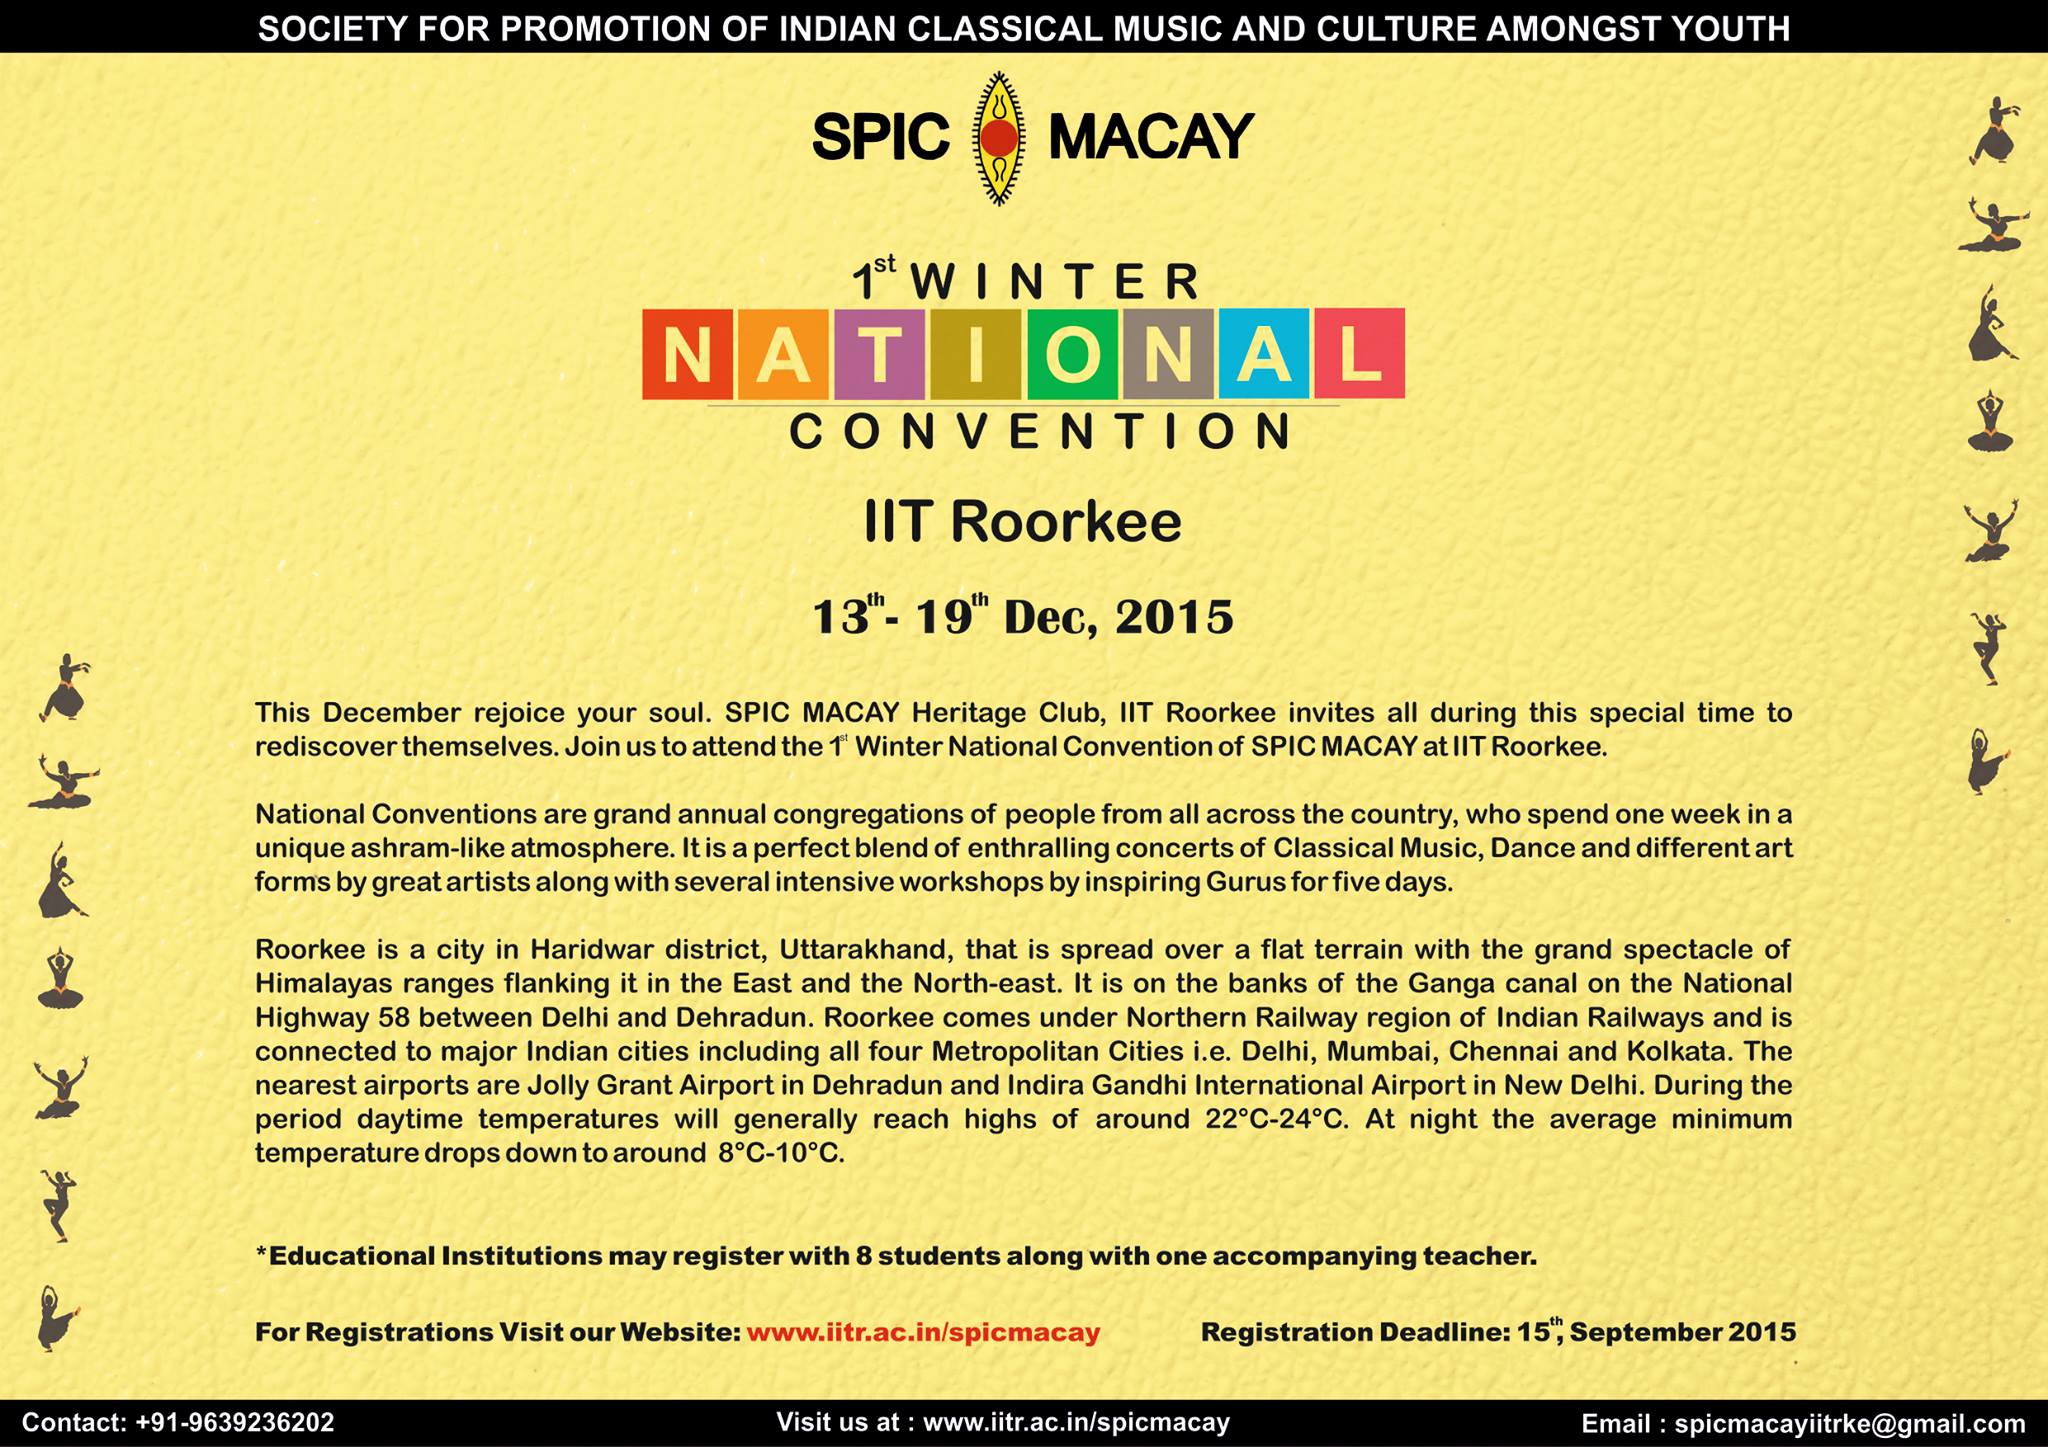 SOCIETY FOR PROMOTION OF INDIAN CLASSICAL MUSIC AND CULTURE AMONGST YOUTH
SPIC MACAY
1st WINTER
NATIONAL
CONVENTION
IIT Roorkee
13th- 19th Dec, 2015
This December rejoice your soul. SPIC MACAY Heritage Club, IIT Roorkee invites all during this special time to
rediscover themselves. Join us to attend the 1st Winter National Convention of SPIC MACAY at IIT Roorkee.
National Conventions are grand annual congregations of people from all across the country, who spend one week in a
unique ashram-like atmosphere. It is a perfect blend of enthralling concerts of Classical Music, Dance and different art
forms by great artists along with several intensive workshops by inspiring Gurus for five days.
Roorkee is a city in Haridwar district, Uttarakhand, that is spread over a flat terrain with the grand spectacle of
Himalayas ranges flanking it in the East and the North-east. It is on the banks of the Ganga canal on the National
Highway 58 between Delhi and Dehradun. Roorkee comes under Northern Railway region of Indian Railways and is
connected to major Indian cities including all four Metropolitan Cities i.e. Delhi, Mumbai, Chennai and Kolkata. The
nearest airports are Jolly Grant Airport in Dehradun and Indira Gandhi International Airport in New Delhi. During the
period daytime temperatures will generally reach highs of around 22°C-24°C. At night the average minimum
temperature drops down to around 8°C-10°C.
*Educational Institutions may register with 8 students along with one accompanying teacher.
For Registrations Visit our Website: www.iitr.ac.in/spicmacay Registration Deadline: 15th, September 2015
Contact: +91-9639236202 Visit us at : www.iitr.ac.in/spicmacay Email : spicmacayiitrke@gmail.com